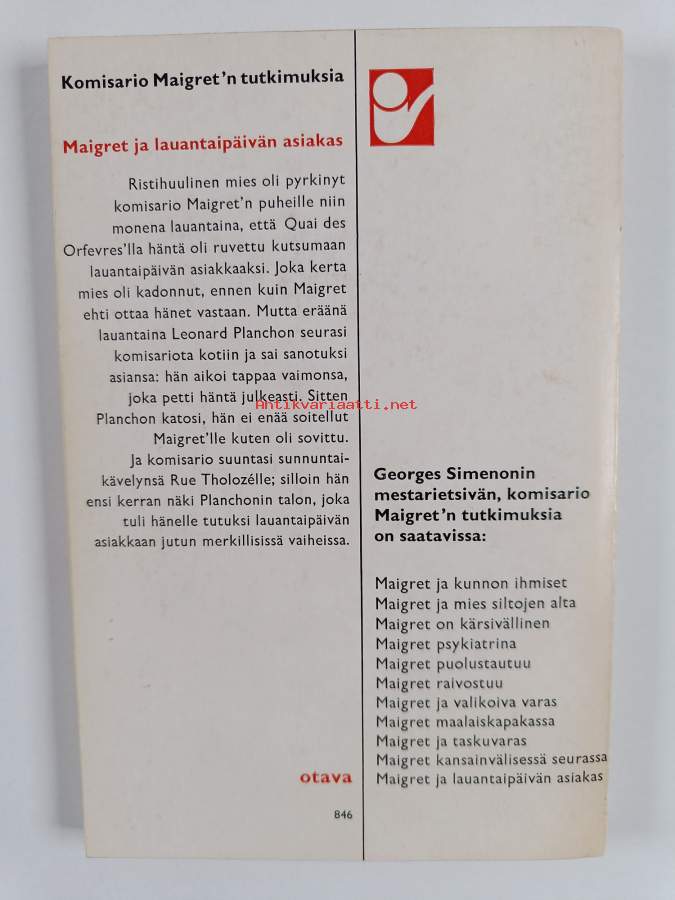 Komisario Maigret'n tutkimuksia
Maigret ja lauantaipäivän asiakas
Ristihuulinen mies oli pyrkinyt
komisario Maigret'n puheille niin
monena lauantaina, että Quai des
Orfevres'lla häntä oli ruvettu kutsumaan
lauantaipäivän asiakkaaksi. Joka kerta
mies oli kadonnut, ennen kuin Maigret
ehti ottaa hänet vastaan. Mutta eräänä
lauantaina Leonard Planchon seurasi
komisariota kotiin ja sai sanotuksi
asiansa: hän aikoi tappaa vaimonsa,
joka petti häntä julkeasti. Sitten
Planchon katosi, hän ei enää soitellut
Maigret'lle kuten oli sovittu.
Ja komisario suuntasi sunnuntai-
kävelynsä Rue Tholozélle; silloin hän
ensi kerran näki Planchonin talon, joka
tuli hänelle tutuksi lauantaipäivän
asiakkaan jutun merkillisissä vaiheissa.
otava
846
Georges Simenonin
mestarietsivän, komisario
Maigret'n tutkimuksia
on saatavissa:
Maigret ja kunnon ihmiset
Maigret ja mies siltojen alta
Maigret on kärsivällinen
Maigret psykiatrina
Maigret puolustautuu
Maigret raivostuu
Maigret ja valikoiva varas
Maigret maalaiskapakassa
Maigret ja taskuvaras
Maigret kansainvälisessä seurassa
Maigret ja lauantaipäivän asiakas
Antikvariaatti.net